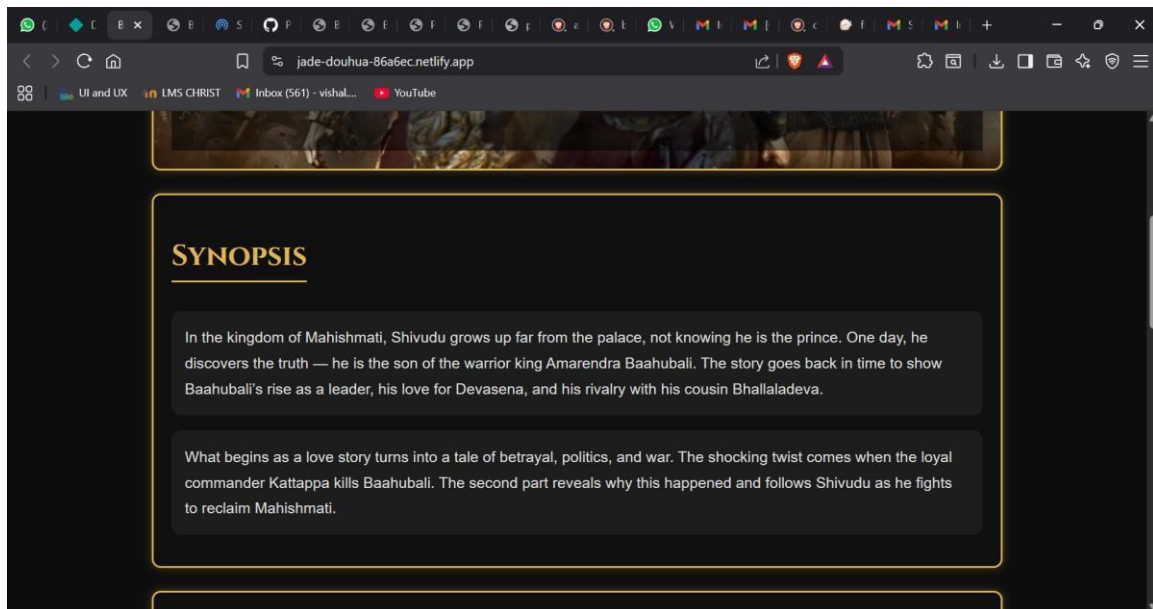 jade-douhua-86a6ec.netlify.app
UI and UX LMS CHRIST Inbox (561) - vishal.... YouTube
SYNOPSIS
In the kingdom of Mahishmati, Shivudu grows up far from the palace, not knowing he is the prince. One day, he
discovers the truth — he is the son of the warrior king Amarendra Baahubali. The story goes back in time to show
Baahubali's rise as a leader, his love for Devasena, and his rivalry with his cousin Bhallaladeva.
What begins as a love story turns into a tale of betrayal, politics, and war. The shocking twist comes when the loyal
commander Kattappa kills Baahubali. The second part reveals why this happened and follows Shivudu as he fights
to reclaim Mahishmati.